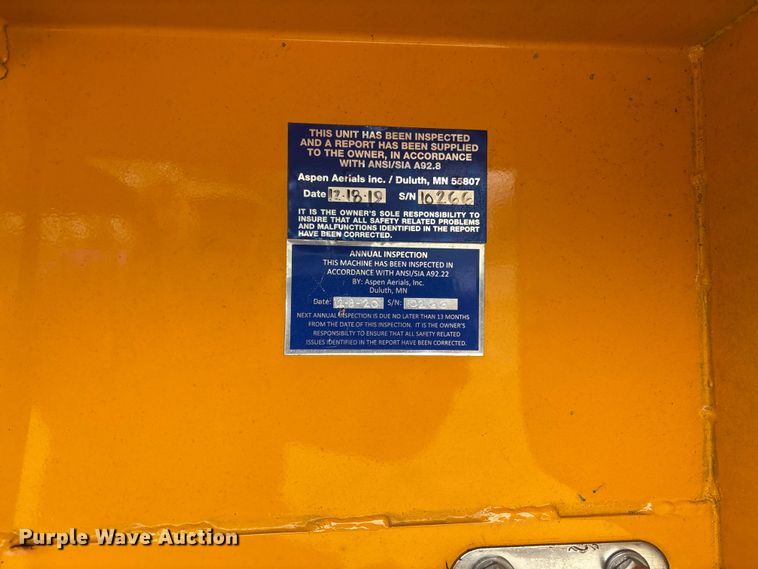 THIS UNIT HAS BEEN INSPECTED
AND A REPORT HAS BEEN SUPPLIED
TO THE OWNER, IN ACCORDANCE
WITH ANSI/SIA A92.8
Aspen Aerials Inc. / Duluth, MN 55807
Date 12-18-19 S/N 10266
IT IS THE OWNER'S SOLE RESPONSIBILITY TO
INSURE THAT ALL SAFETY RELATED PROBLEMS
AND MALFUNCTIONS IDENTIFIED IN THE REPORT
HAVE BEEN CORRECTED.
ANNUAL INSPECTION
THIS MACHINE HAS BEEN INSPECTED IN
ACCORDANCE WITH ANSI/SIA A92.22
BY: Aspen Aerials, Inc.
Duluth, MN
Date: S/N: 10266
NEXT ANNUAL INSPECTION IS DUE NO LATER THAN 13 MONTHS
FROM THE DATE OF THIS INSPECTION. IT IS THE OWNER'S
RESPONSIBILTY TO ENSURE THAT ALL SAFETY RELATED
ISSUES IDENTIFIED IN THE REPORT HAVE BEEN CORRECTED.
Purple Wave Auction